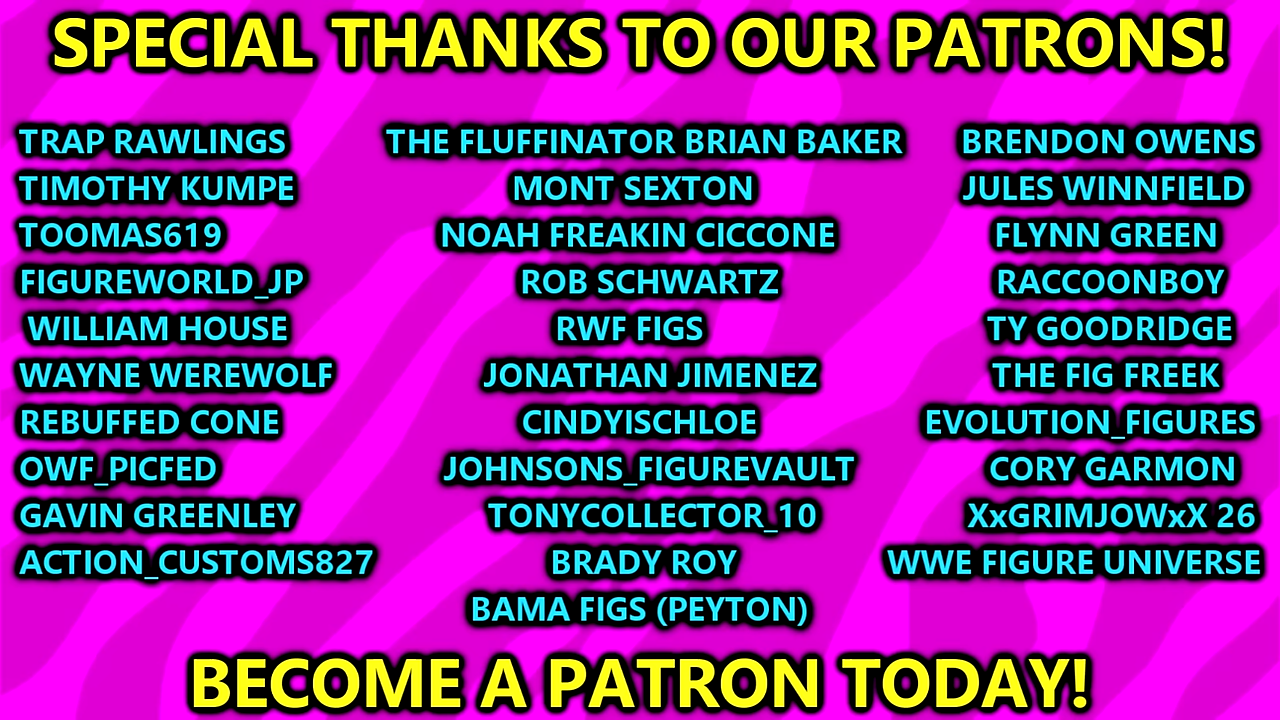 SPECIAL THANKS TO OUR PATRONS!
TRAP RAWLINGS
TIMOTHY KUMPE
TOOMAS619
FIGUREWORLD_JP
WILLIAM HOUSE
WAYNE WEREWOLF
REBUFFED CONE
OWF_PICFED
GAVIN GREENLEY
ACTION_CUSTOMS827
THE FLUFFINATOR BRIAN BAKER
MONT SEXTON
NOAH FREAKIN CICCONE
ROB SCHWARTZ
RWF FIGS
JONATHAN JIMENEZ
CINDYISCHLOE
JOHNSONS_FIGUREVAULT
TONYCOLLECTOR_10
BRADY ROY
BAMA FIGS (PEYTON)
BRENDON OWENS
JULES WINNFIELD
FLYNN GREEN
RACCOONBOY
TY GOODRIDGE
THE FIG FREEK
EVOLUTION_FIGURES
CORY GARMON
XxGRIMJOWxX 26
WWE FIGURE UNIVERSE
BECOME A PATRON TODAY!